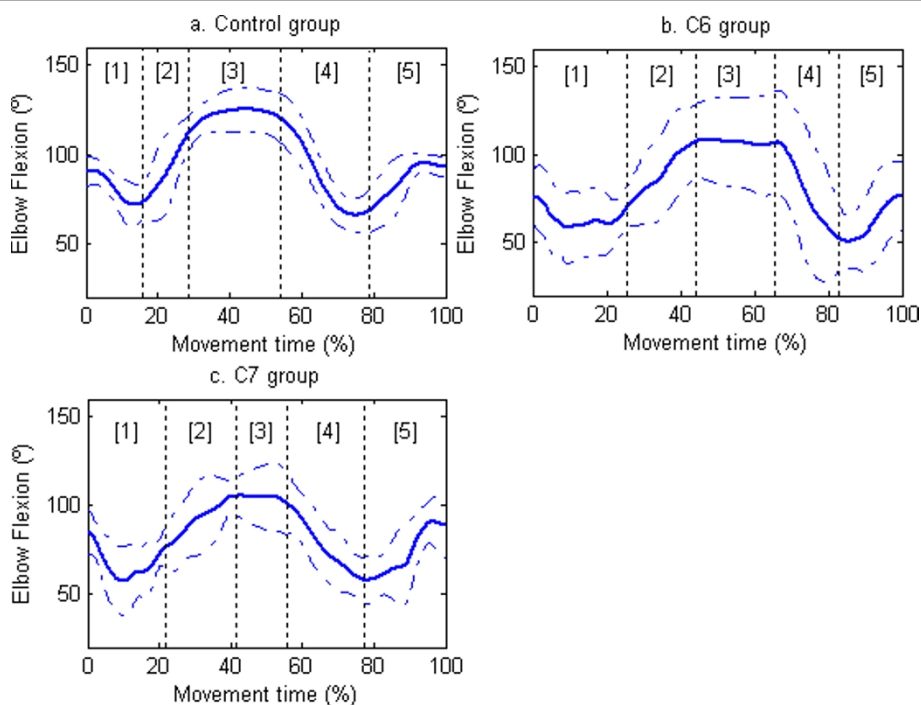 a. Control group
150
100
50
Elbow Flexion (º)
[1] [2] [3] [4] [5]
0 20 40 60 80 100
Movement time (%)
b. C6 group
150
100
50
Elbow Flexion (º)
[1] [2] [3] [4] [5]
0 20 40 60 80 100
Movement time (%)
c. C7 group
150
100
50
Elbow Flexion (º)
[1] [2] [3] [4] [5]
0 20 40 60 80 100
Movement time (%)